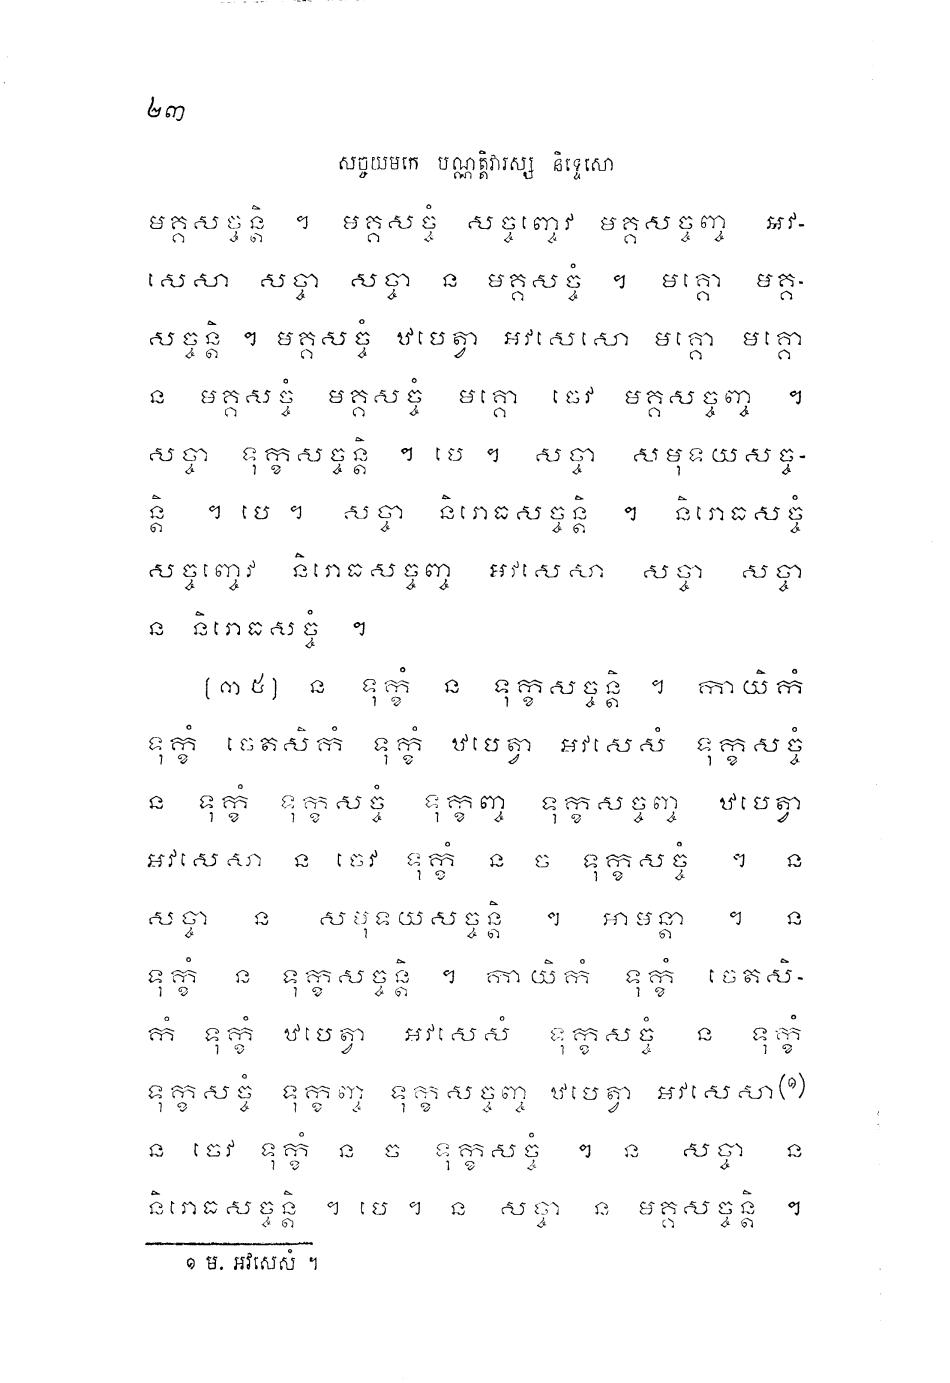 ២៣
សច្ចយមកេ បណ្ណត្តិវារស្ស និទ្ទេសោ
មគ្គសច្ចន្តិ ។ មគ្គសច្ចំ សច្ចញ្ចេវ មគ្គសច្ចញ្ច អវ-
សេសា សច្ចា សច្ចា ន មគ្គសច្ចំ ។ មគ្គោ មគ្គ-
សច្ចន្តិ ។ មគ្គសច្ចំ ឋបេត្វា អវសេសោ មគ្គោ មគ្គោ
ន មគ្គសច្ចំ មគ្គសច្ចំ មគ្គោ ចេវ មគ្គសច្ចញ្ច ។
សច្ចា ទុក្ខសច្ចន្តិ ។ បេ ។ សច្ចា សមុទយសច្ច-
ន្តិ ។ បេ ។ សច្ចា និរោធសច្ចន្តិ ។ និរោធសច្ចំ
សច្ចញ្ចេវ និរោធសច្ចញ្ច អវសេសា សច្ចា សច្ចា
ន និរោធសច្ចំ ។
[៣៥] ន ទុក្ខំ ន ទុក្ខសច្ចន្តិ ។ កាយិកំ
ទុក្ខំ ចេតសិកំ ទុក្ខំ ឋបេត្វា អវសេសំ ទុក្ខសច្ចំ
ន ទុក្ខំ ទុក្ខសច្ចំ ទុក្ខញ្ច ទុក្ខសច្ចញ្ច ឋបេត្វា
អវសេសា ន ចេវ ទុក្ខំ ន ច ទុក្ខសច្ចំ ។ ន
សច្ចា ន សមុទយសច្ចន្តិ ។ អាមន្តា ។ ន
ទុក្ខំ ន ទុក្ខសច្ចន្តិ ។ កាយិកំ ទុក្ខំ ចេតសិ-
កំ ទុក្ខំ ឋបេត្វា អវសេសំ ទុក្ខសច្ចំ ន ទុក្ខំ
ទុក្ខសច្ចំ ទុក្ខញ្ច ទុក្ខសច្ចញ្ច ឋបេត្វា អវសេសា(១)
ន ចេវ ទុក្ខំ ន ច ទុក្ខសច្ចំ ។ ន សច្ចា ន
និរោធសច្ចន្តិ ។ បេ ។ ន សច្ចា ន មគ្គសច្ចន្តិ ។
១ ម. អវសេសំ ។